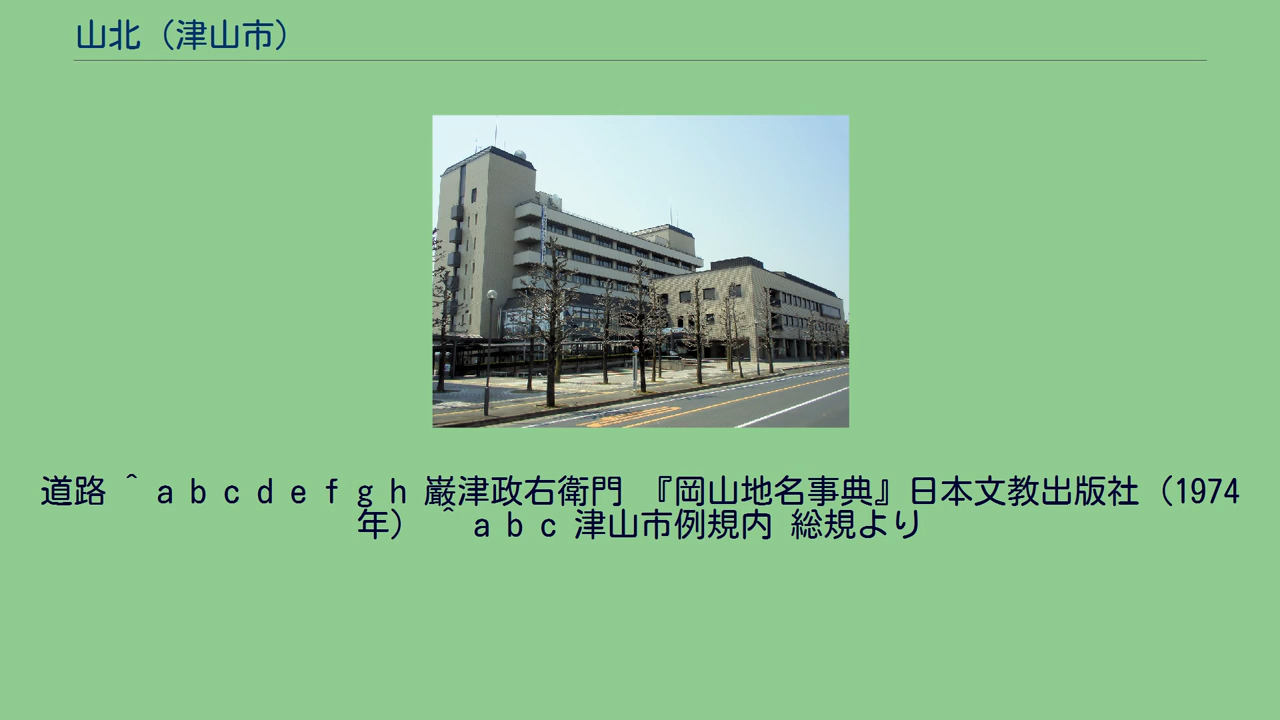 山北（津山市）
道路 ^ a b c d e f g h 巌津政右衛門 『岡山地名事典』日本文教出版社（1974
年） ^ a b c 津山市例規内 総規より